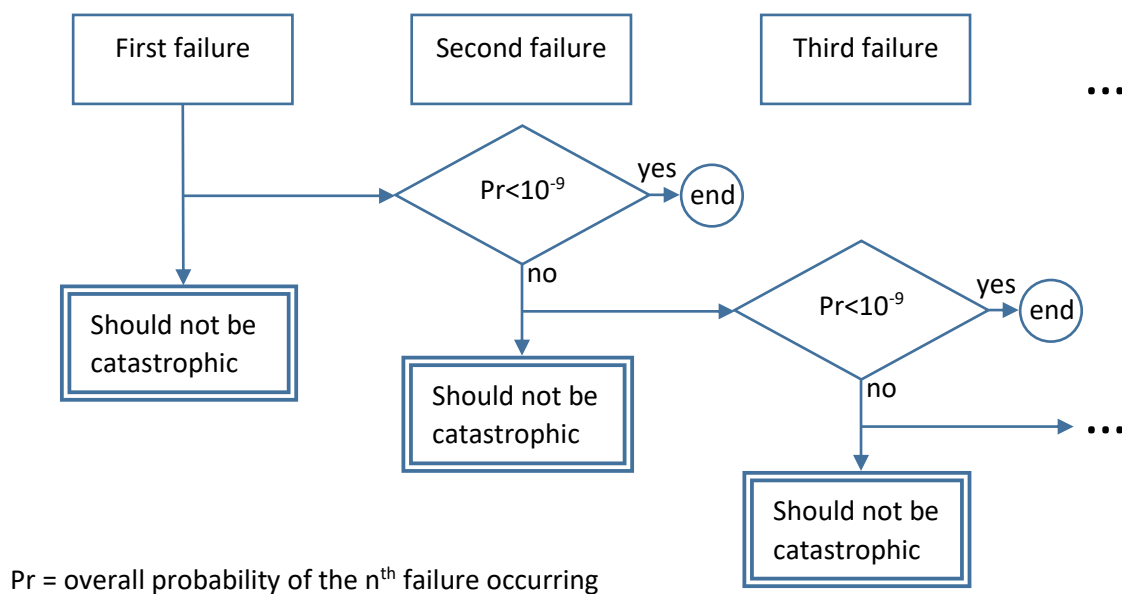 First failure
Second failure
Third failure
...
Pr<10⁻⁹
yes
end
no
Should not be
catastrophic
Pr<10⁻⁹
yes
end
no
Should not be
catastrophic
...
Should not be
catastrophic
Pr = overall probability of the nᵗʰ failure occurring